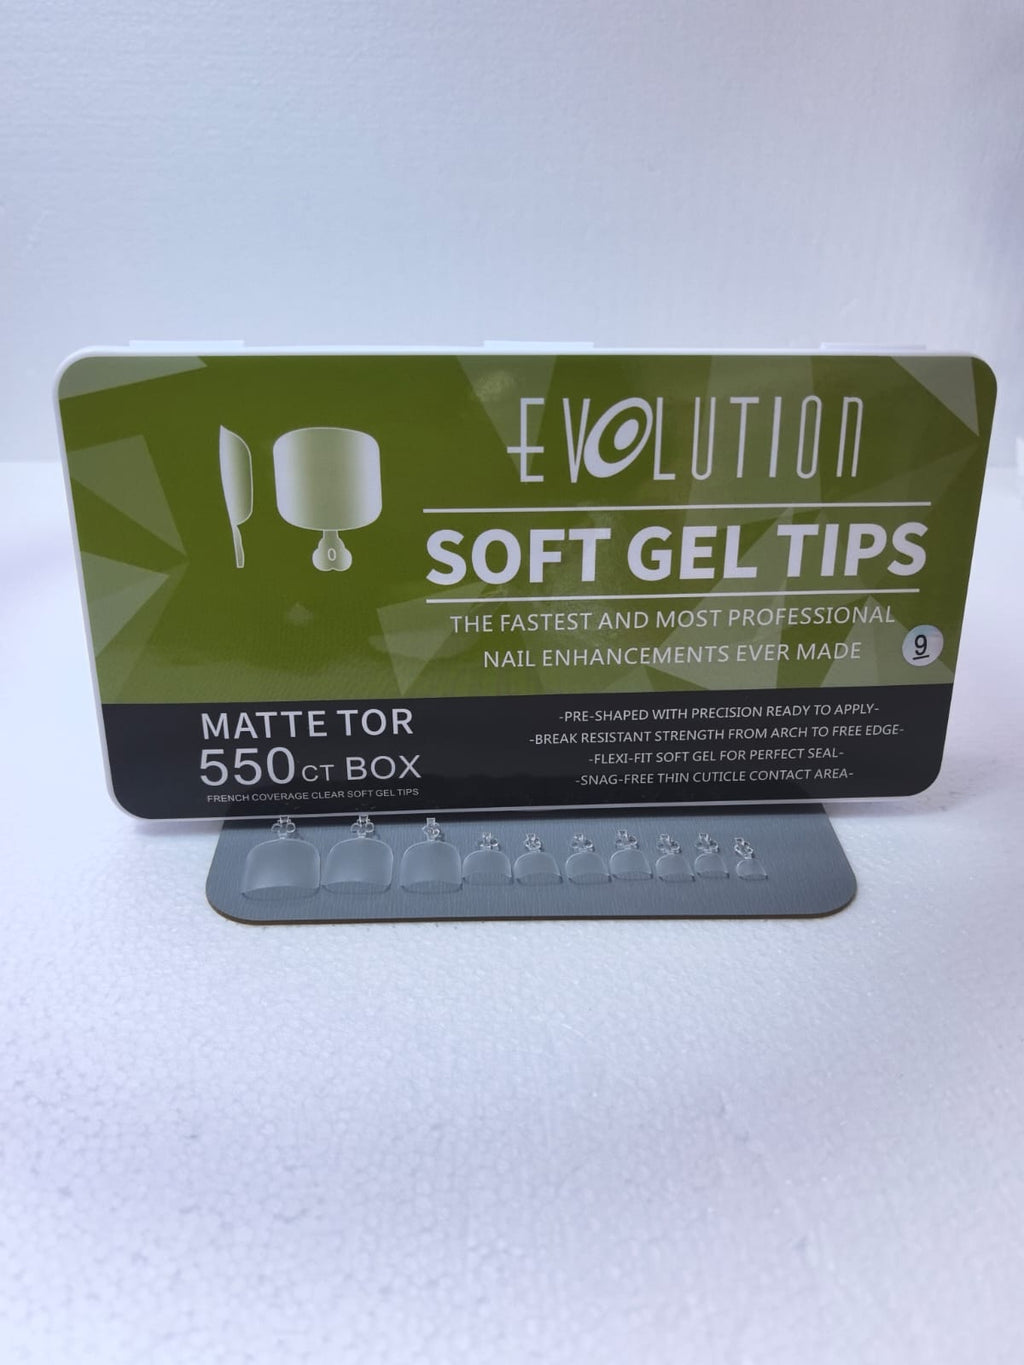 EVOLUTION
SOFT GEL TIPS
THE FASTEST AND MOST PROFESSIONAL
NAIL ENHANCEMENTS EVER MADE
9
MATTE TOR
550 CT BOX
FRENCH COVERAGE CLEAR SOFT GEL TIPS
-PRE-SHAPED WITH PRECISION READY TO APPLY-
-BREAK RESISTANT STRENGTH FROM ARCH TO FREE EDGE-
-FLEXI-FIT SOFT GEL FOR PERFECT SEAL-
-SNAG-FREE THIN CUTICLE CONTACT AREA-
0